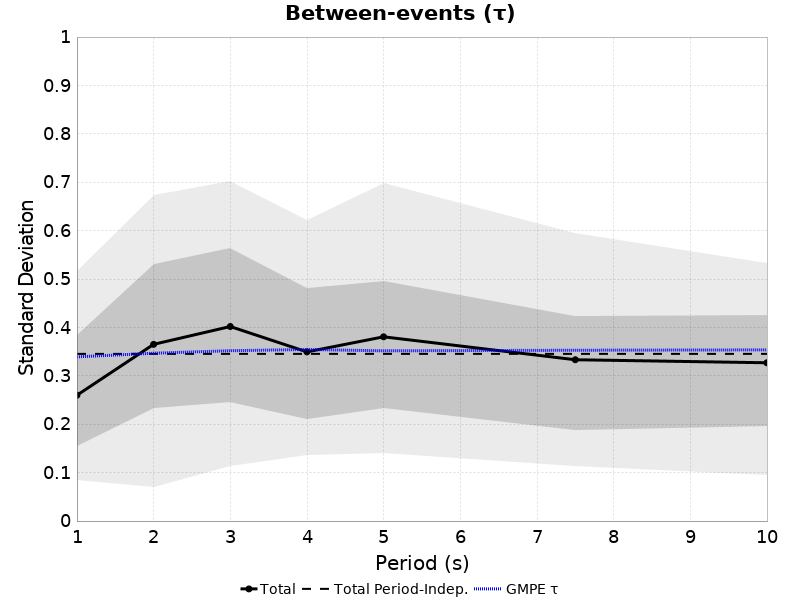 Between-events (τ)
1
0.9
0.8
0.7
0.6
0.5
0.4
0.3
0.2
0.1
0
Standard Deviation
1 2 3 4 5 6 7 8 9 10
Period (s)
Total Total Period-Indep. GMPE τ